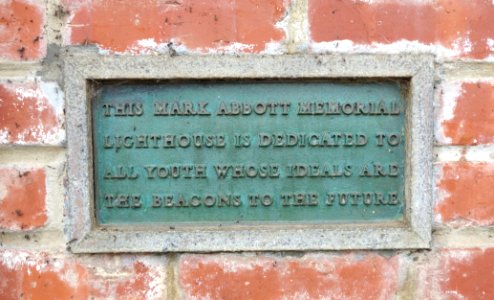 THIS MARK ABBOTT MEMORIAL
LIGHTHOUSE IS DEDICATED TO
ALL YOUTH WHOSE IDEALS ARE
THE BEACONS TO THE FUTURE